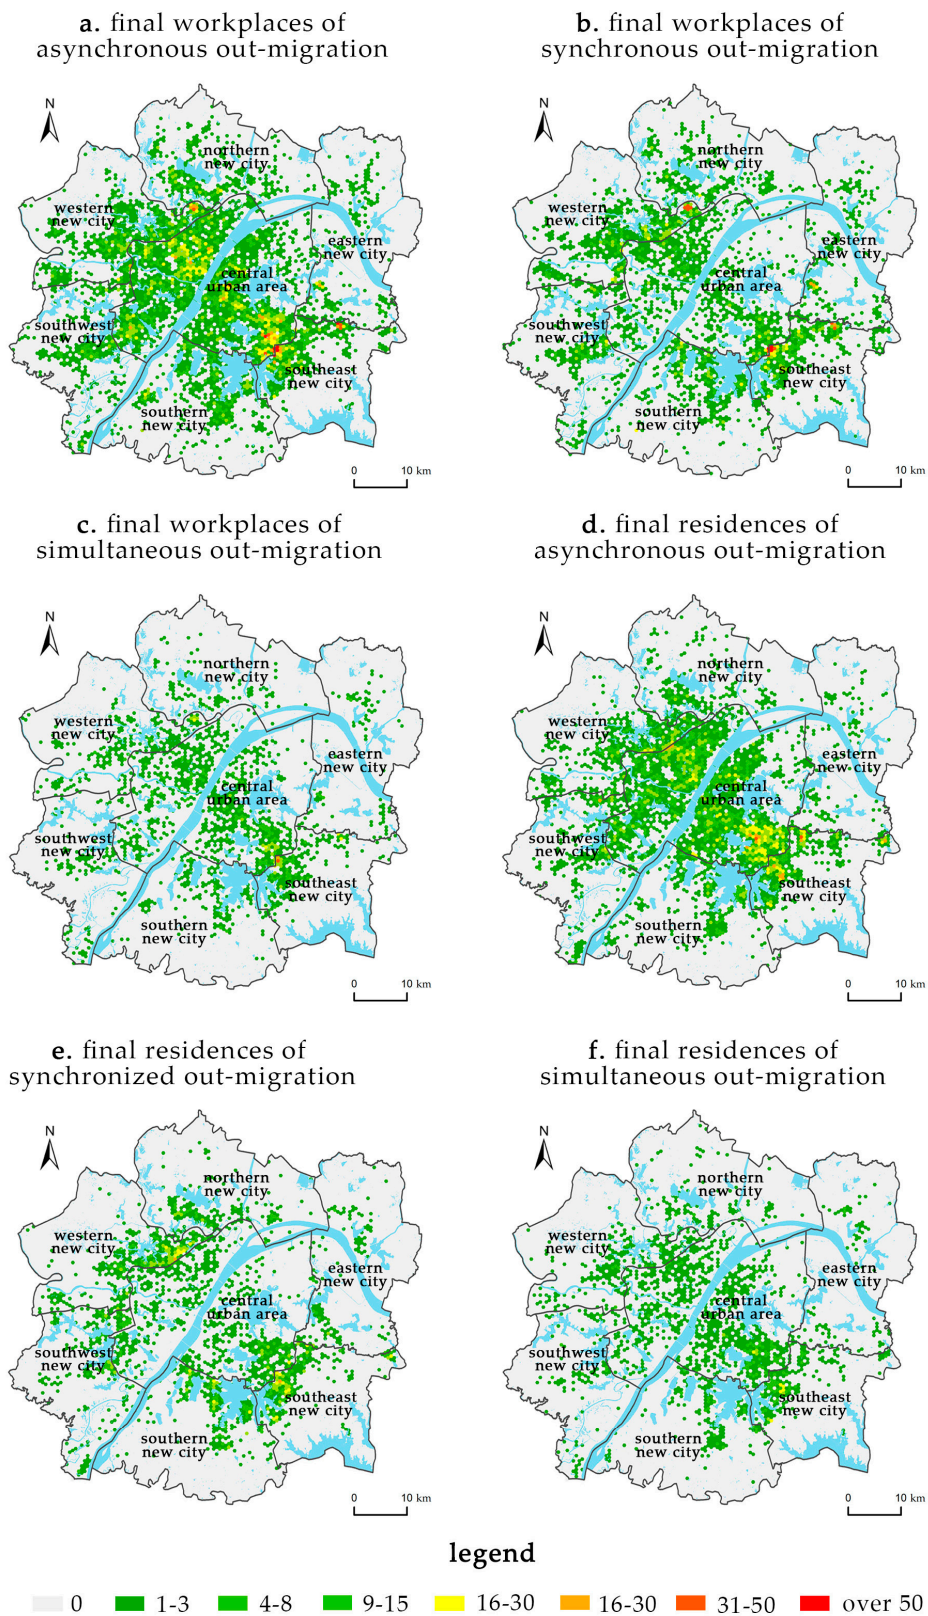 a. final workplaces of
asynchronous out-migration
b. final workplaces of
synchronous out-migration
N
northern
new city
western
new city
eastern
new city
central
urban area
southwest
new city
southeast
new city
southern
new city
0 10 km
N
northern
new city
western
new city
eastern
new city
central
urban area
southwest
new city
southeast
new city
southern
new city
0 10 km
c. final workplaces of
simultaneous out-migration
d. final residences of
asynchronous out-migration
N
northern
new city
western
new city
eastern
new city
central
urban area
southwest
new city
southeast
new city
southern
new city
0 10 km
N
northern
new city
western
new city
eastern
new city
central
urban area
southwest
new city
southeast
new city
southern
new city
0 10 km
e. final residences of
synchronized out-migration
f. final residences of
simultaneous out-migration
N
northern
new city
western
new city
eastern
new city
central
urban area
southwest
new city
southeast
new city
southern
new city
0 10 km
N
northern
new city
western
new city
eastern
new city
central
urban area
southwest
new city
southeast
new city
southern
new city
0 10 km
legend
0 1-3 4-8 9-15 16-30 16-30 31-50 over 50